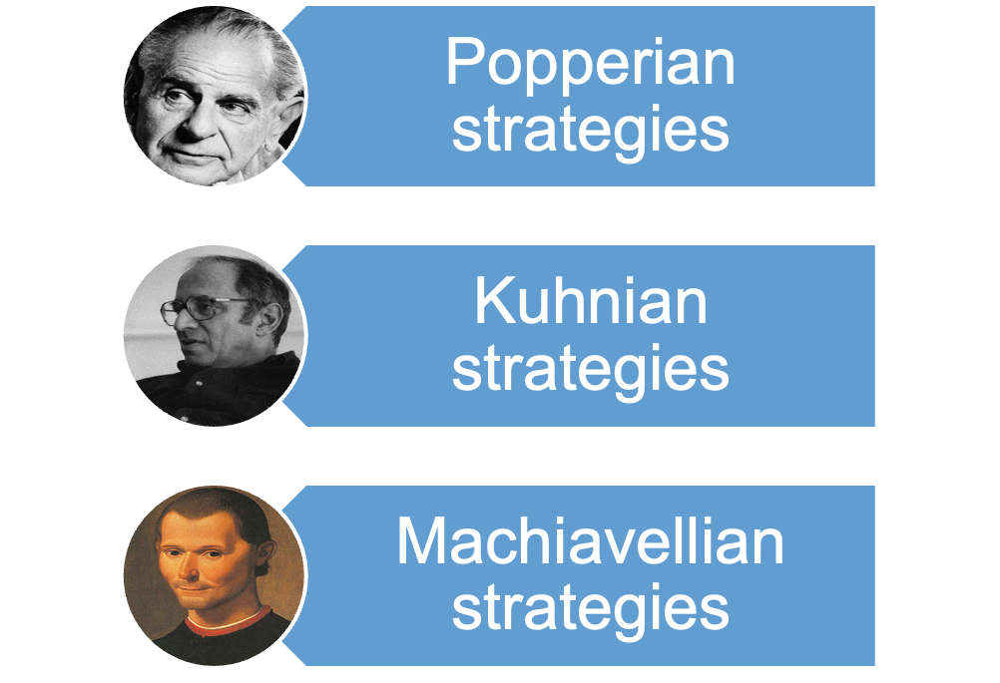 Popperian
strategies
Kuhnian
strategies
Machiavellian
strategies